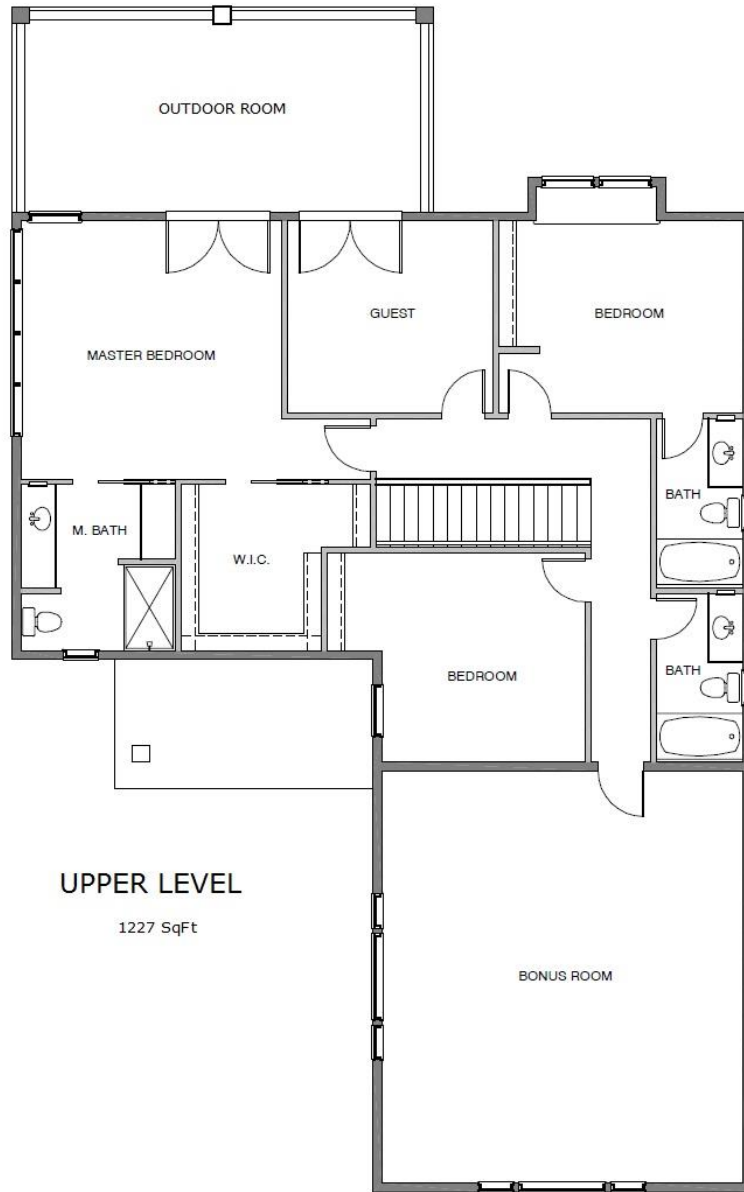 OUTDOOR ROOM
GUEST
BEDROOM
MASTER BEDROOM
BATH
M. BATH
W.I.C.
BATH
BEDROOM
UPPER LEVEL
1227 SqFt
BONUS ROOM